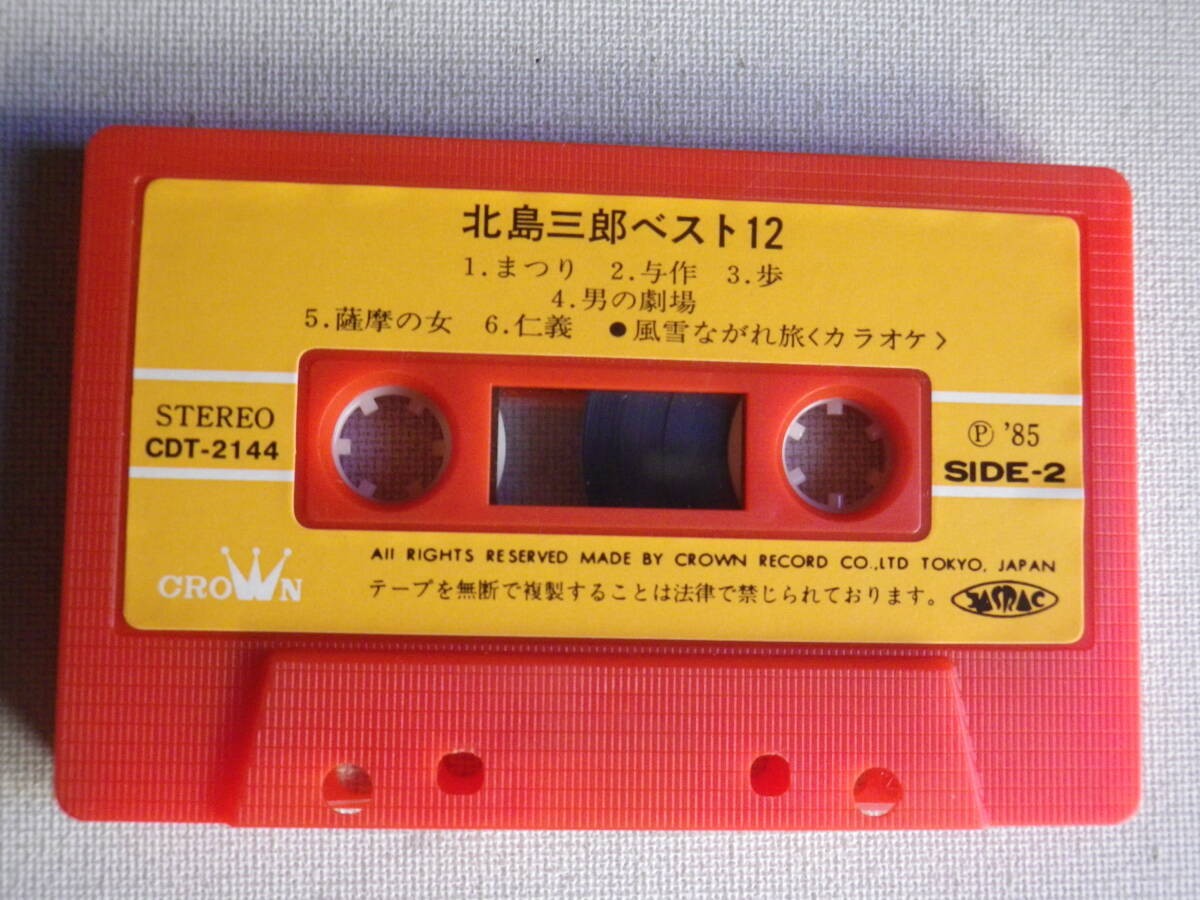 北島三郎ベスト12
1.まつり 2.与作 3.歩
4.男の劇場
5.薩摩の女 6.仁義 ●風雪ながれ旅<カラオケ>
STEREO
CDT-2144
Ⓟ '85
SIDE-2
All RIGHTS RESERVED MADE BY CROWN RECORD CO.,LTD TOKYO, JAPAN
CROWN
テープを無断で複製することは法律で禁じられております。
JASRAC